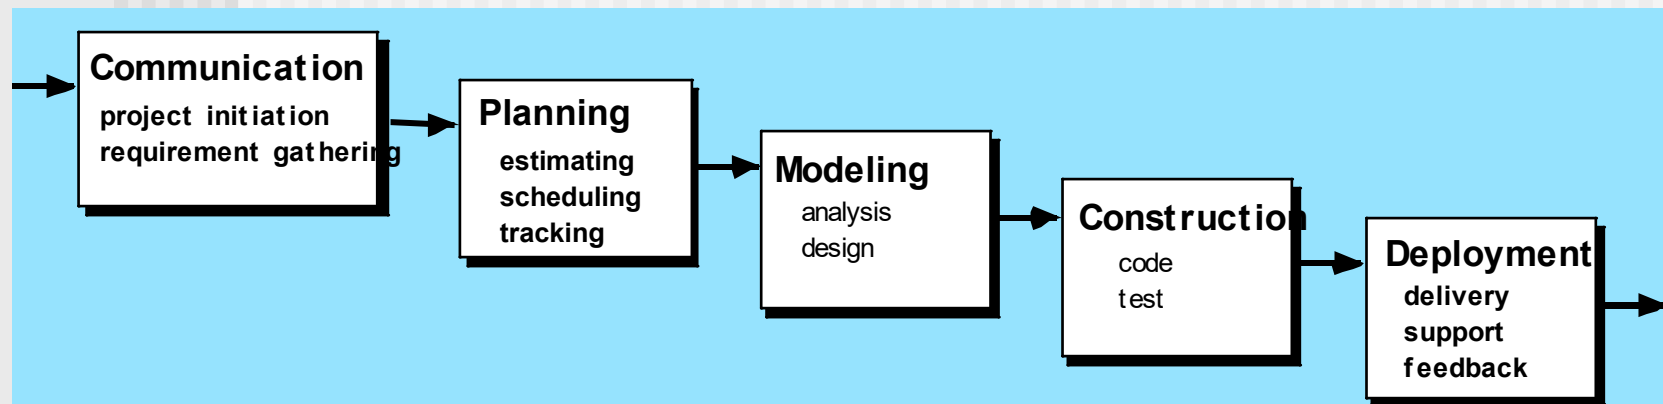 Communication
project initiation
requirement gathering
Planning
estimating
scheduling
tracking
Modeling
analysis
design
Construction
code
test
Deployment
delivery
support
feedback